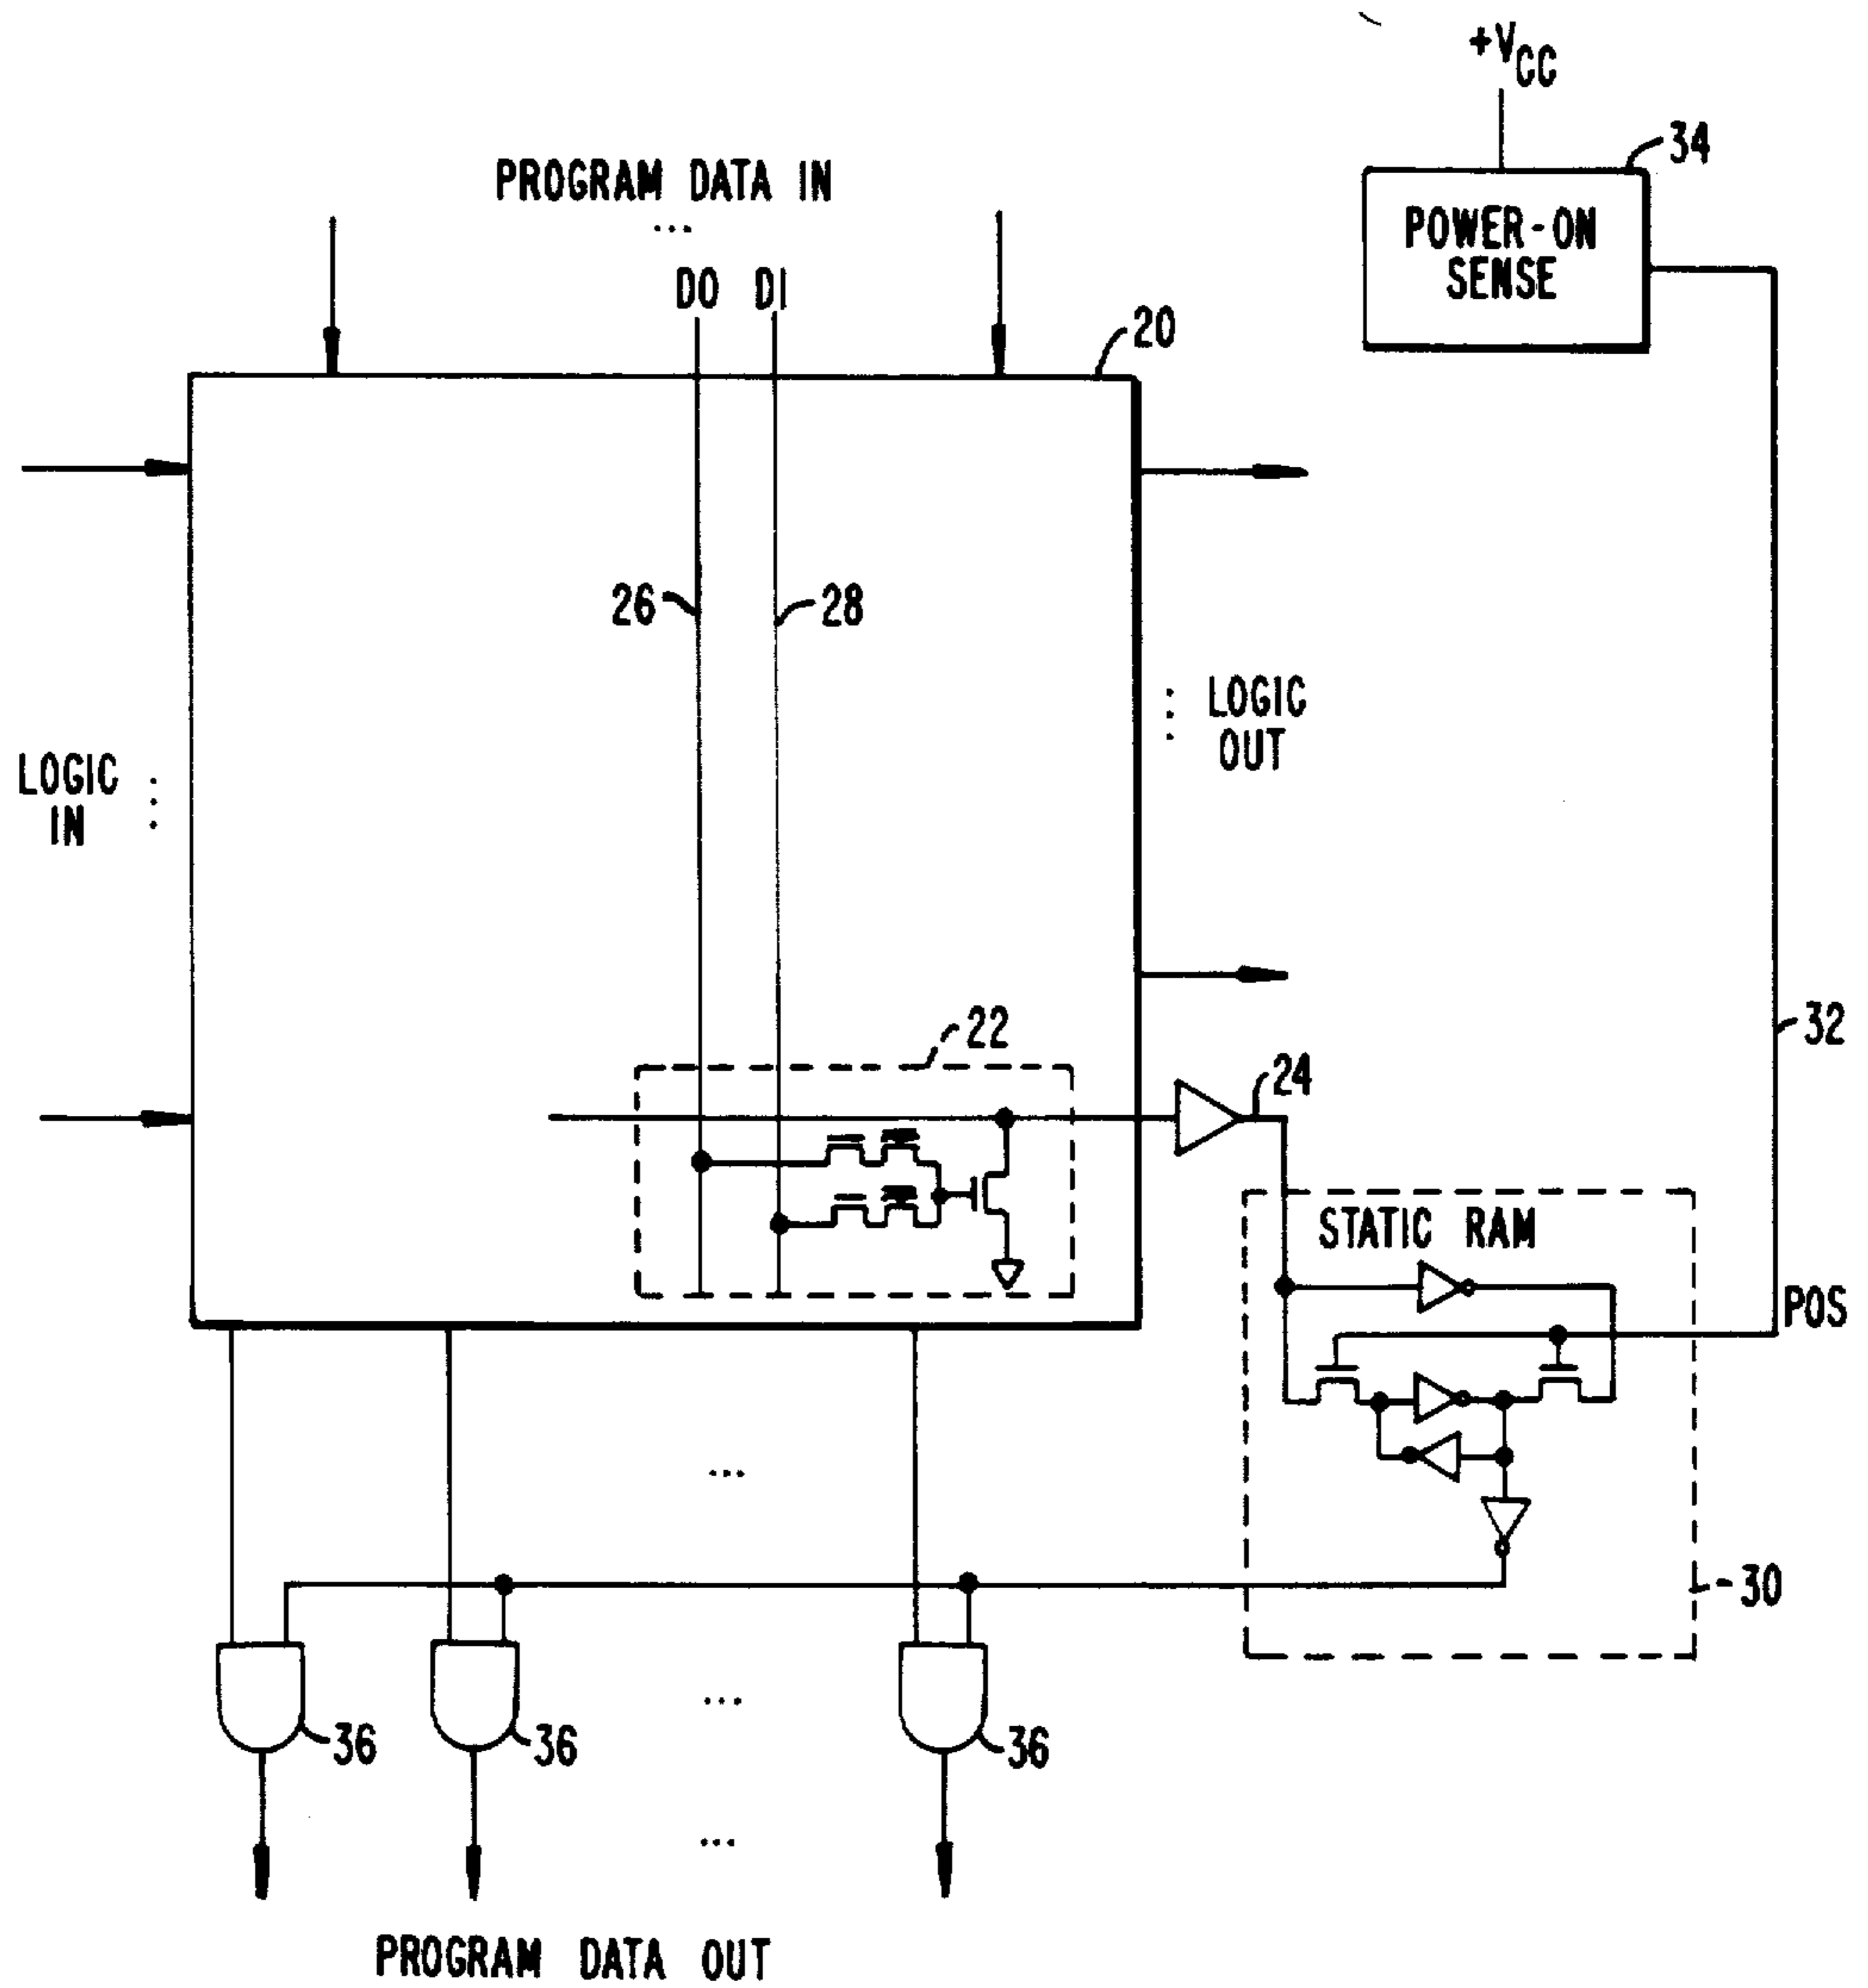 +VCC
34
POWER-ON
SENSE
PROGRAM DATA IN
...
D0 D1
20
26
28
LOGIC
IN
LOGIC
OUT
22
24
32
STATIC RAM
POS
...
30
36
36
...
36
...
PROGRAM DATA OUT